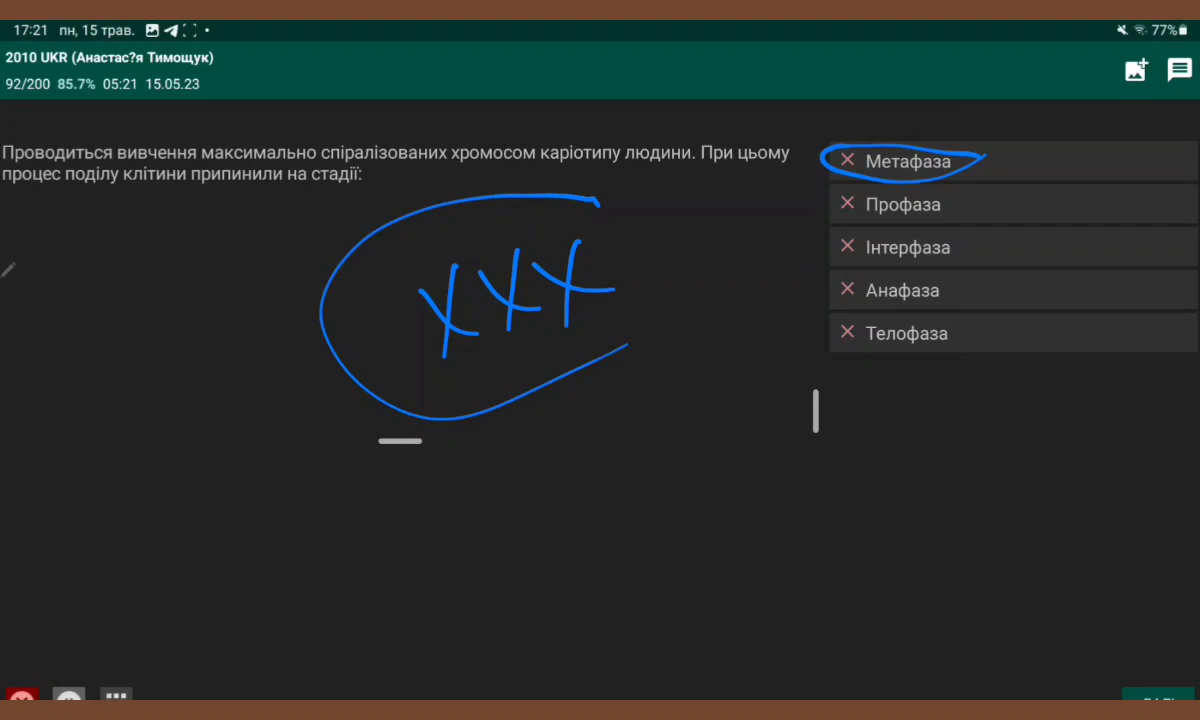 17:21 пн, 15 трав. 77%
2010 UKR (Анастас?я Тимощук)
92/200 85.7% 05:21 15.05.23
Проводиться вивчення максимально спіралізованих хромосом каріотипу людини. При цьому
процес поділу клітини припинили на стадії:
Метафаза
Профаза
Інтерфаза
Анафаза
Телофаза
XXX